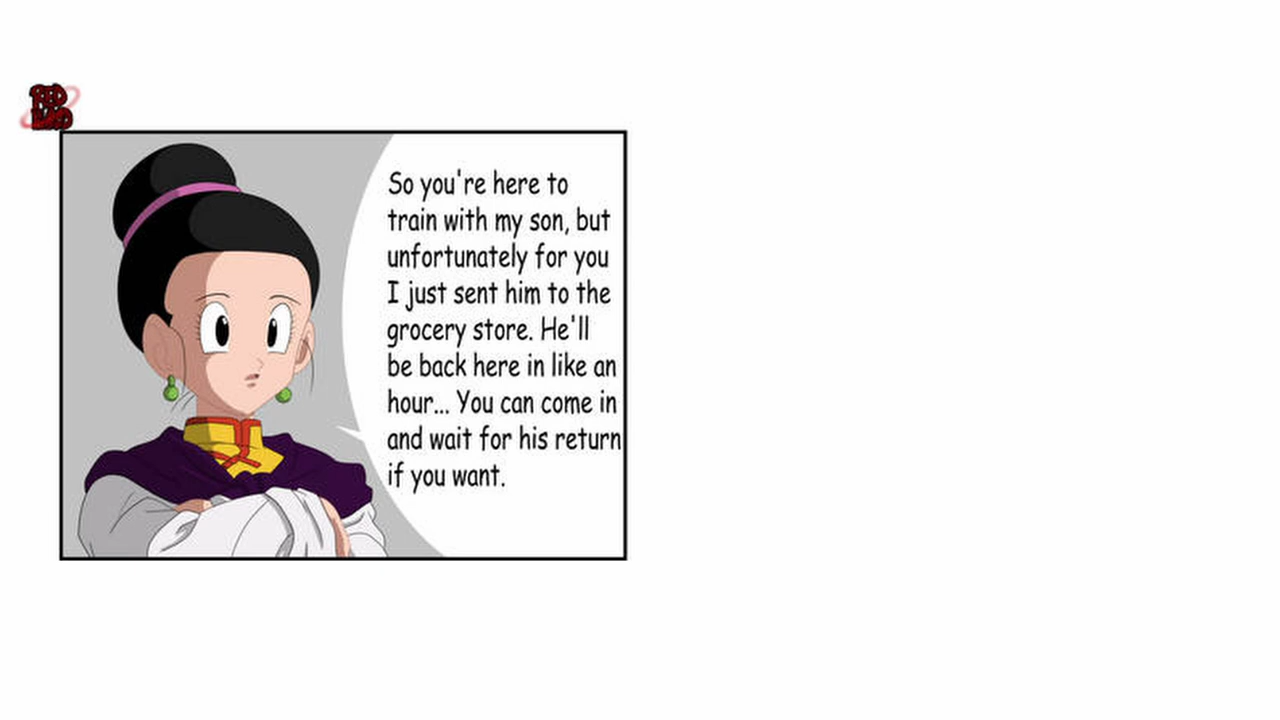 RED
LMD
So you're here to
train with my son, but
unfortunately for you
I just sent him to the
grocery store. He'll
be back here in like an
hour... You can come in
and wait for his return
if you want.